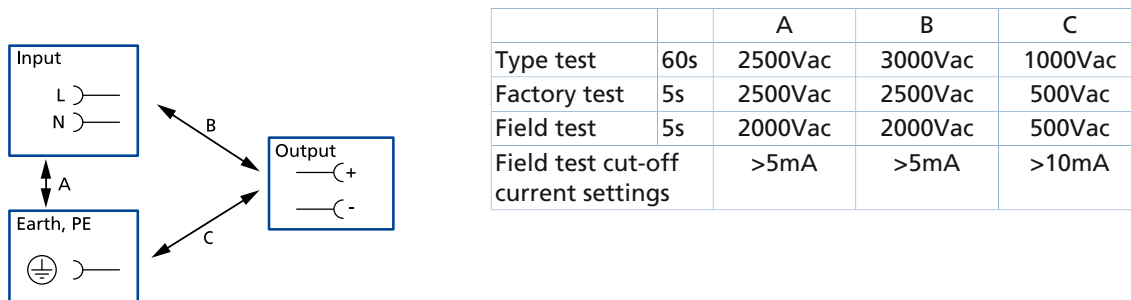 Input
L
N
B
A
Output
+
-
Earth, PE
C
A B C
Type test 60s 2500Vac 3000Vac 1000Vac
Factory test 5s 2500Vac 2500Vac 500Vac
Field test 5s 2000Vac 2000Vac 500Vac
Field test cut-off >5mA >5mA >10mA
current settings